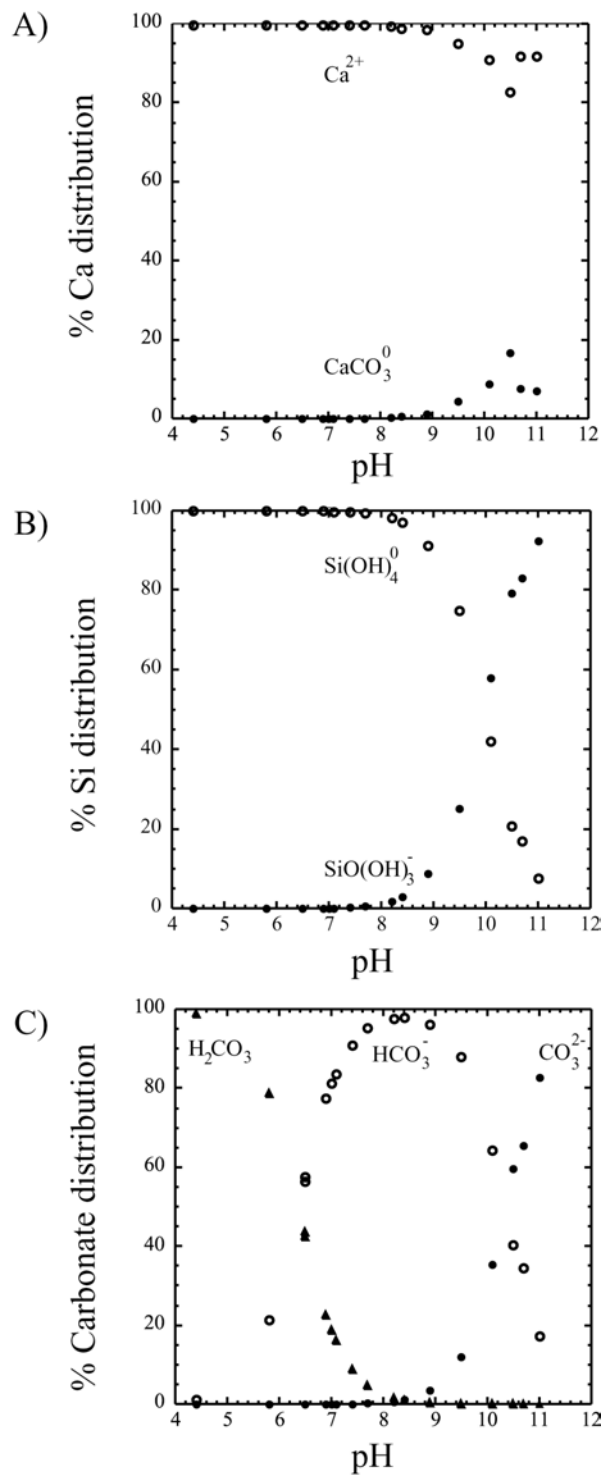 A)
% Ca distribution
100
80
60
40
20
0
Ca²⁺
CaCO₃⁰
4 5 6 7 8 9 10 11 12
pH
B)
% Si distribution
100
80
60
40
20
0
Si(OH)₄⁰
SiO(OH)₃⁻
4 5 6 7 8 9 10 11 12
pH
C)
% Carbonate distribution
100
80
60
40
20
0
H₂CO₃ HCO₃⁻ CO₃²⁻
4 5 6 7 8 9 10 11 12
pH